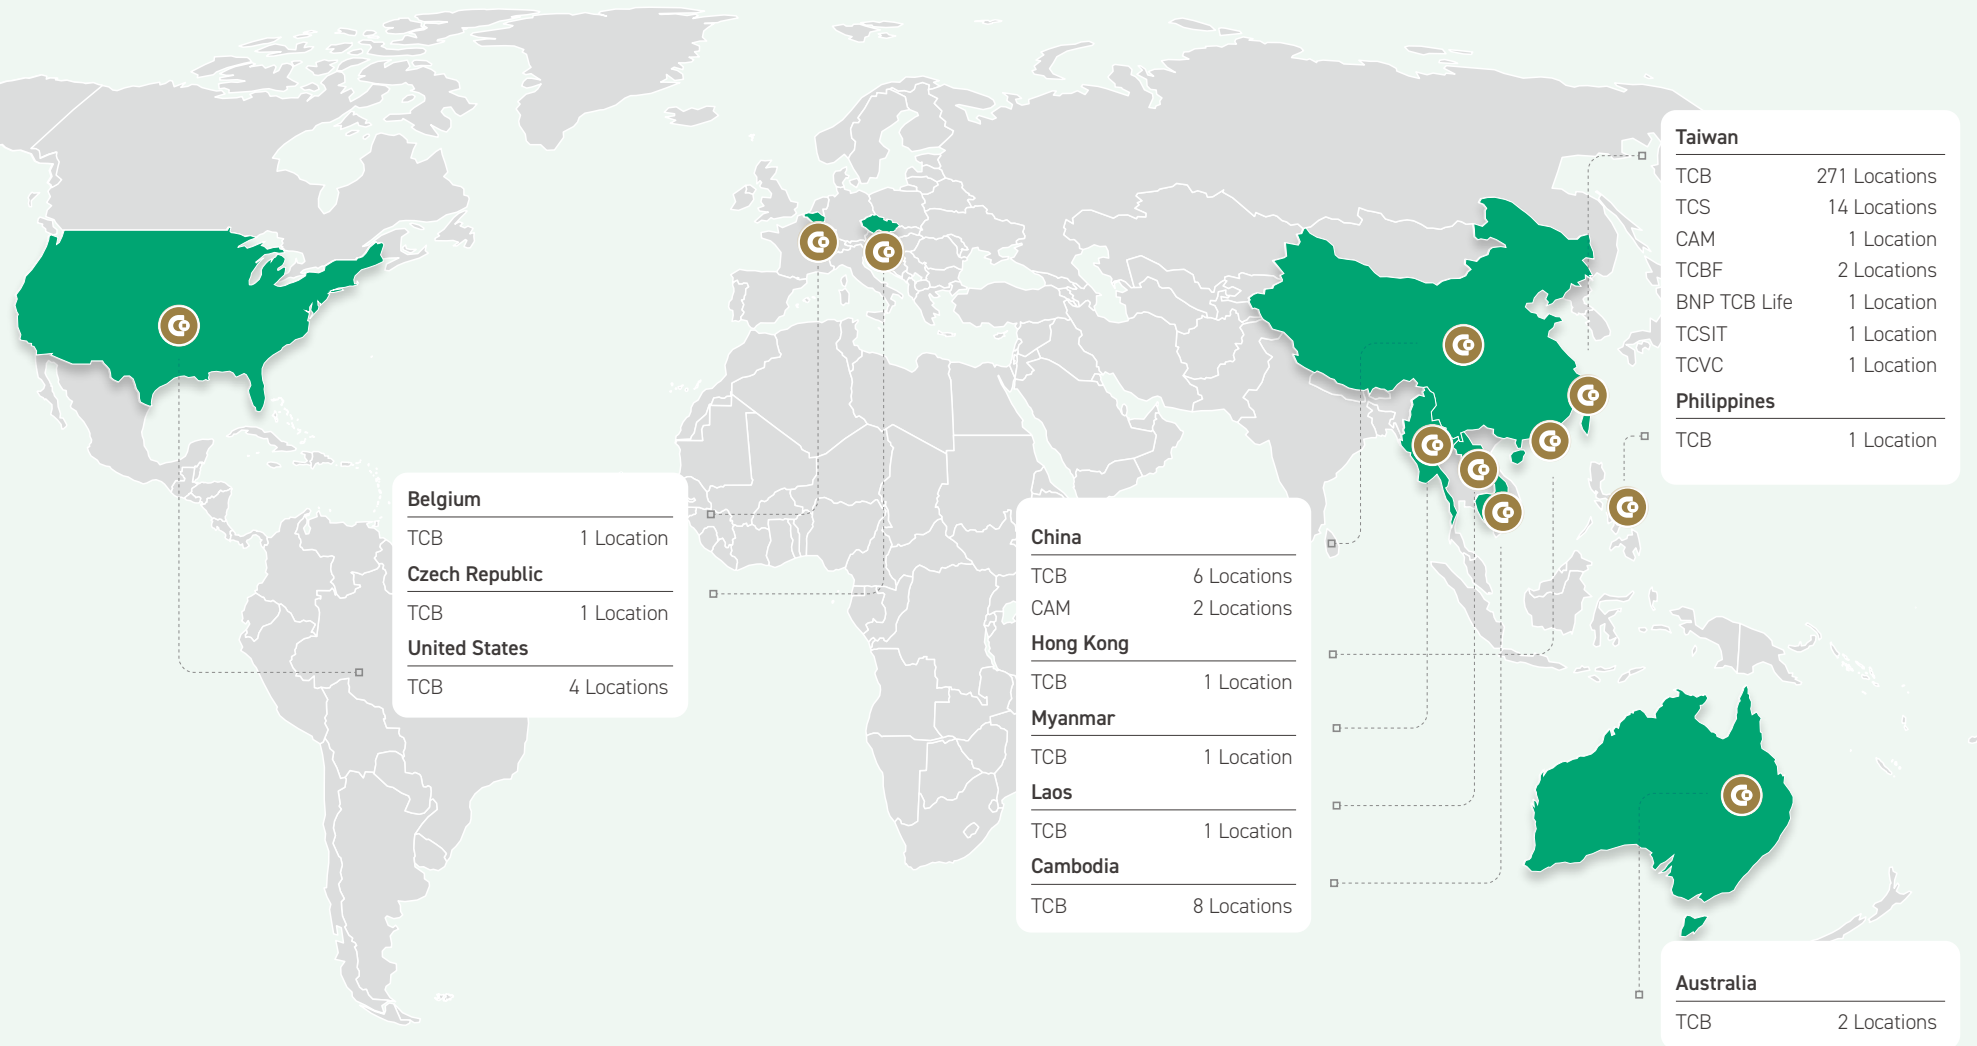 Taiwan
TCB 271 Locations
TCS 14 Locations
CAM 1 Location
TCBF 2 Locations
BNP TCB Life 1 Location
TCSIT 1 Location
TCVC 1 Location
Philippines
TCB 1 Location
Belgium
TCB 1 Location
Czech Republic
TCB 1 Location
United States
TCB 4 Locations
China
TCB 6 Locations
CAM 2 Locations
Hong Kong
TCB 1 Location
Myanmar
TCB 1 Location
Laos
TCB 1 Location
Cambodia
TCB 8 Locations
Australia
TCB 2 Locations